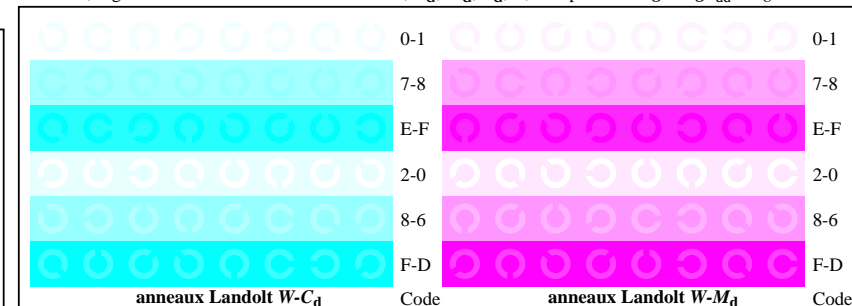 0-1 0-1
7-8 7-8
E-F E-F
2-0 2-0
8-6 8-6
F-D F-D
anneaux Landolt W-Cd Code anneaux Landolt W-Md Code